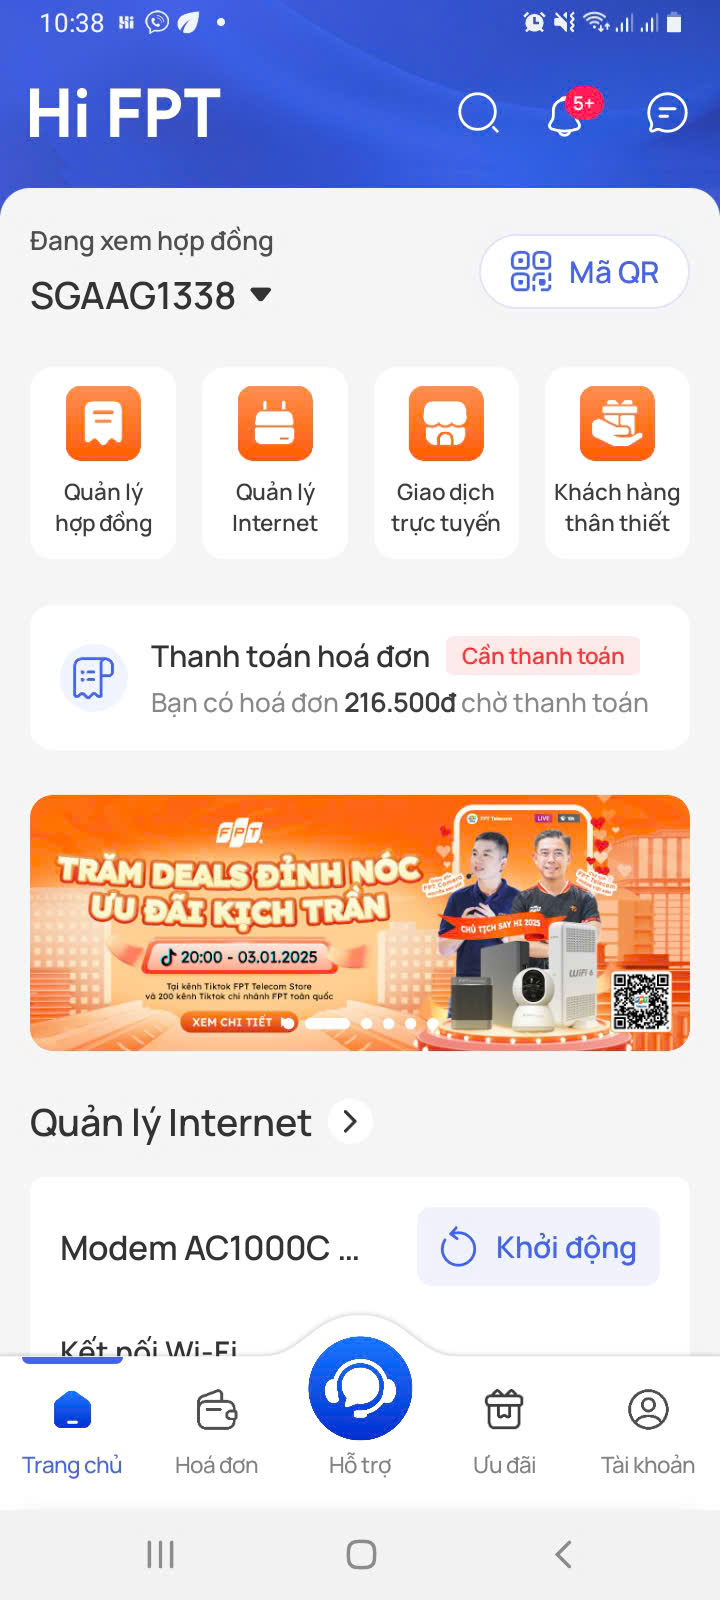 10:38
Hi FPT
5+
Đang xem hợp đồng
SGAAG1338
Mã QR
Quản lý
hợp đồng
Quản lý
Internet
Giao dịch
trực tuyến
Khách hàng
thân thiết
Thanh toán hoá đơn
Cần thanh toán
Bạn có hoá đơn 216.500đ chờ thanh toán
FPT
TRĂM DEALS ĐỈNH NÓC
ƯU ĐÃI KỊCH TRẦN
20:00 - 03.01.2025
Tại kênh Tiktok FPT Telecom Store
và 200 kênh Tiktok chi nhánh FPT toàn quốc
XEM CHI TIẾT
FPT Telecom
LIVE
FPT Camera
FPT Telecom
CHỦ TỊCH SAY HI 2025
WiFi 6
Quản lý Internet
Modem AC1000C ...
Khởi động
Kết nối Wi-Fi
Trang chủ
Hoá đơn
Hỗ trợ
Ưu đãi
Tài khoản